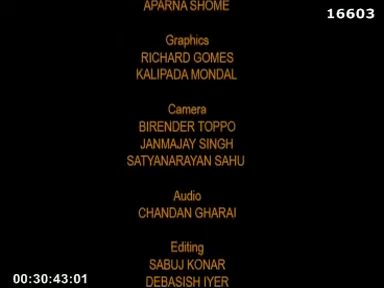 APARNA SHOME
16603
Graphics
RICHARD GOMES
KALIPADA MONDAL
Camera
BIRENDER TOPPO
JANMAJAY SINGH
SATYANARAYAN SAHU
Audio
CHANDAN GHARAI
Editing
SABUJ KONAR
00:30:43:01
DEBASISH IYER